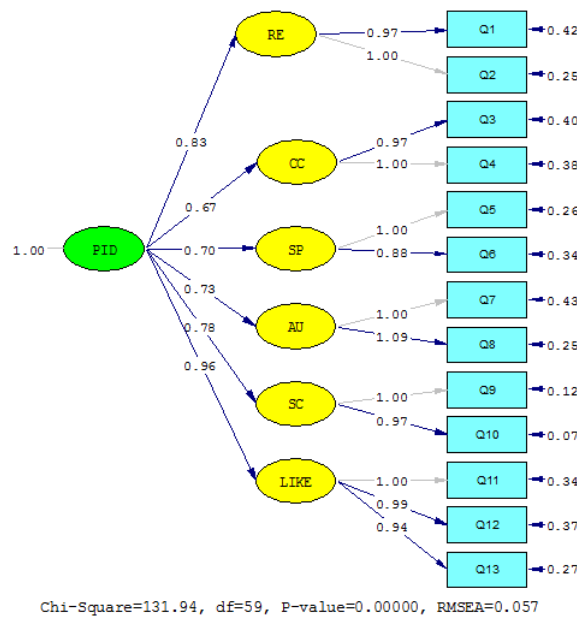 RE
0.97
Q1
0.42
1.00
Q2
0.25
0.83
CC
0.97
Q3
0.40
1.00
Q4
0.38
0.67
1.00
PID
0.70
SP
1.00
Q5
0.26
0.88
Q6
0.34
0.73
AU
1.00
Q7
0.43
1.09
Q8
0.25
0.78
SC
1.00
Q9
0.12
0.97
Q10
0.07
0.96
LIKE
1.00
Q11
0.34
0.99
Q12
0.37
0.94
Q13
0.27
Chi-Square=131.94, df=59, P-value=0.00000, RMSEA=0.057